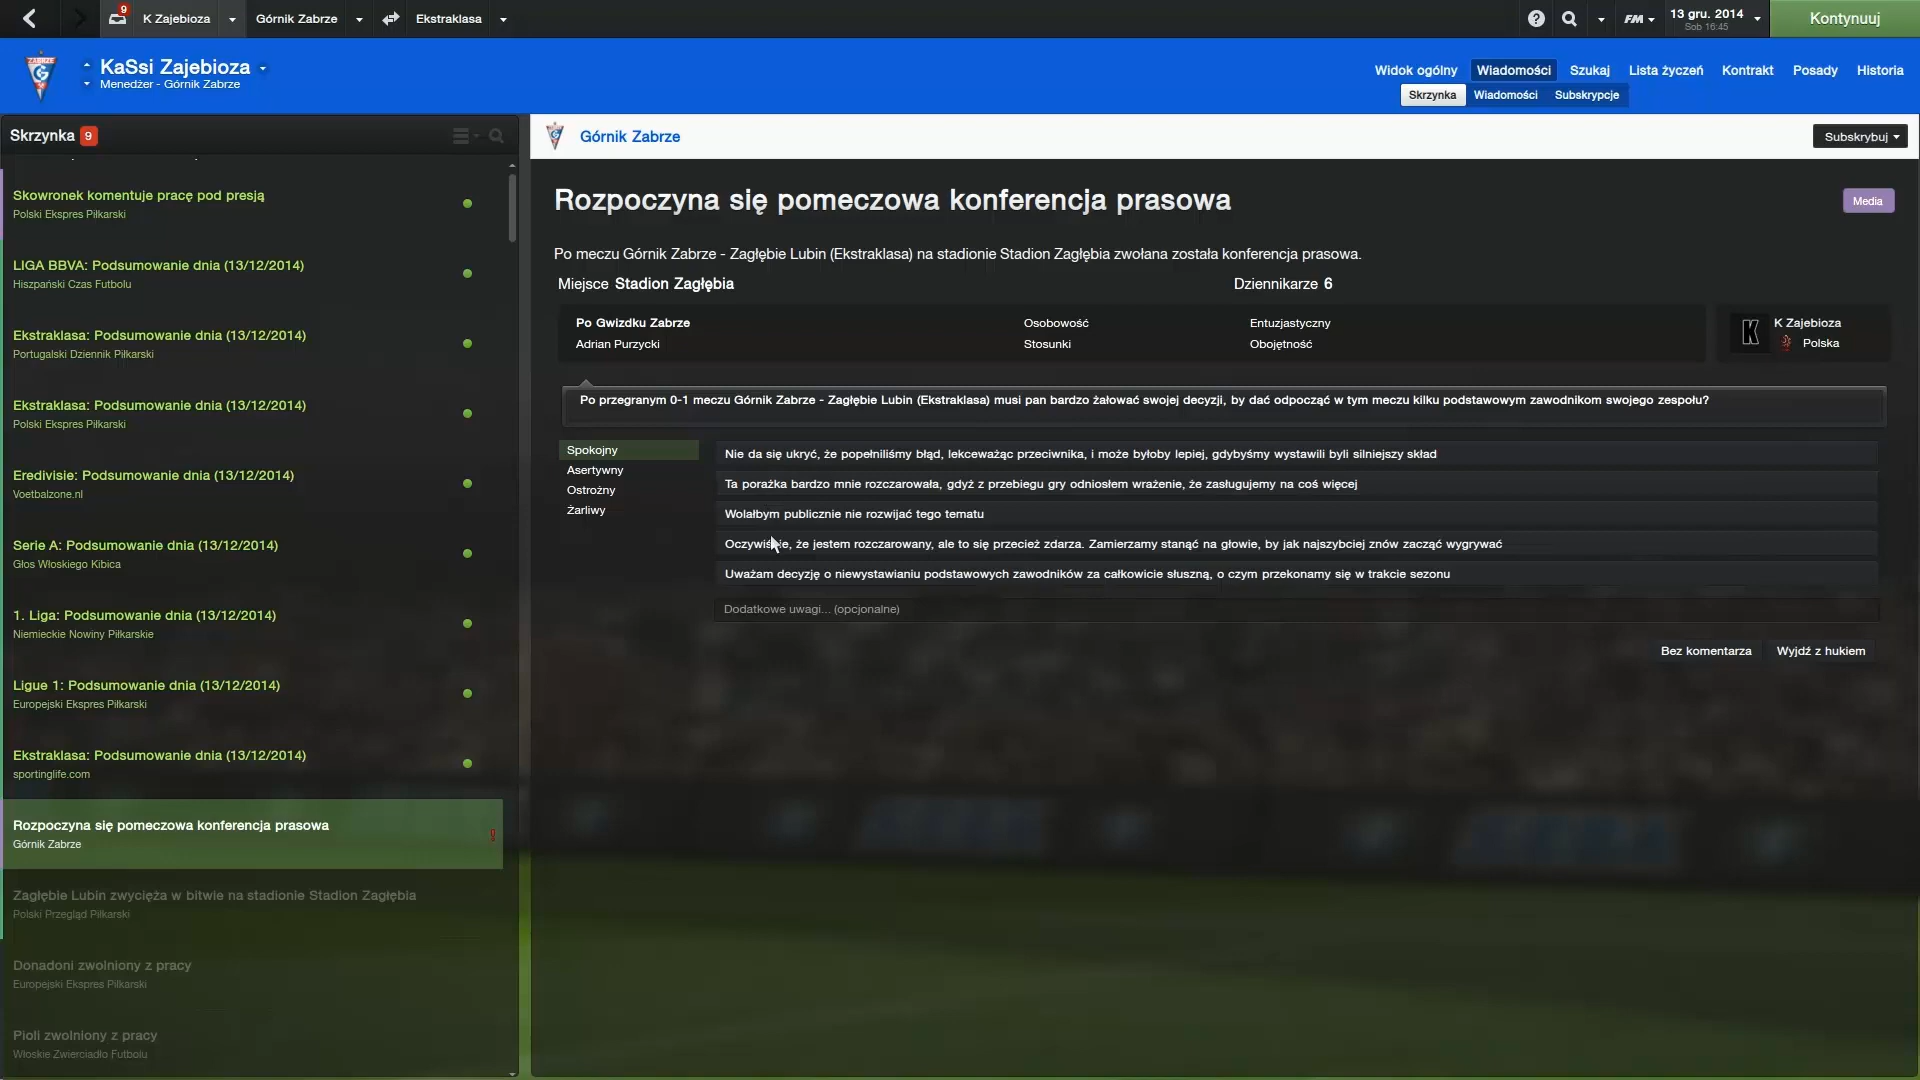 9
K Zajebioza
Górnik Zabrze
Ekstraklasa
FM
13 gru. 2014
Sob 16:45
Kontynuuj
KaSsi Zajebioza
Menedżer - Górnik Zabrze
Widok ogólny
Wiadomości
Szukaj
Lista życzeń
Kontrakt
Posady
Historia
Skrzynka
Wiadomości
Subskrypcje
Skrzynka 9
Skowronek komentuje pracę pod presją
Polski Ekspres Piłkarski
LIGA BBVA: Podsumowanie dnia (13/12/2014)
Hiszpański Czas Futbolu
Ekstraklasa: Podsumowanie dnia (13/12/2014)
Portugalski Dziennik Piłkarski
Ekstraklasa: Podsumowanie dnia (13/12/2014)
Polski Ekspres Piłkarski
Eredivisie: Podsumowanie dnia (13/12/2014)
Voetbalzone.nl
Serie A: Podsumowanie dnia (13/12/2014)
Głos Włoskiego Kibica
1. Liga: Podsumowanie dnia (13/12/2014)
Niemieckie Nowiny Piłkarskie
Ligue 1: Podsumowanie dnia (13/12/2014)
Europejski Ekspres Piłkarski
Ekstraklasa: Podsumowanie dnia (13/12/2014)
sportinglife.com
Rozpoczyna się pomeczowa konferencja prasowa
Górnik Zabrze
Zagłębie Lubin zwycięża w bitwie na stadionie Stadion Zagłębia
Polski Przegląd Piłkarski
Donadoni zwolniony z pracy
Europejski Ekspres Piłkarski
Pioli zwolniony z pracy
Włoskie Zwierciadło Futbolu
Górnik Zabrze
Subskrybuj
Rozpoczyna się pomeczowa konferencja prasowa
Media
Po meczu Górnik Zabrze - Zagłębie Lubin (Ekstraklasa) na stadionie Stadion Zagłębia zwołana została konferencja prasowa.
Miejsce Stadion Zagłębia
Dziennikarze 6
Po Gwizdku Zabrze
Osobowość
Entuzjastyczny
Adrian Purzycki
Stosunki
Obojętność
K Zajebioza
Polska
Po przegranym 0-1 meczu Górnik Zabrze - Zagłębie Lubin (Ekstraklasa) musi pan bardzo żałować swojej decyzji, by dać odpocząć w tym meczu kilku podstawowym zawodnikom swojego zespołu?
Spokojny
Asertywny
Ostrożny
Żarliwy
Nie da się ukryć, że popełniliśmy błąd, lekceważąc przeciwnika, i może byłoby lepiej, gdybyśmy wystawili byli silniejszy skład
Ta porażka bardzo mnie rozczarowała, gdyż z przebiegu gry odniosłem wrażenie, że zasługujemy na coś więcej
Wolałbym publicznie nie rozwijać tego tematu
Oczywiście, że jestem rozczarowany, ale to się przecież zdarza. Zamierzamy stanąć na głowie, by jak najszybciej znów zacząć wygrywać
Uważam decyzję o niewystawianiu podstawowych zawodników za całkowicie słuszną, o czym przekonamy się w trakcie sezonu
Dodatkowe uwagi... (opcjonalne)
Bez komentarza
Wyjdź z hukiem